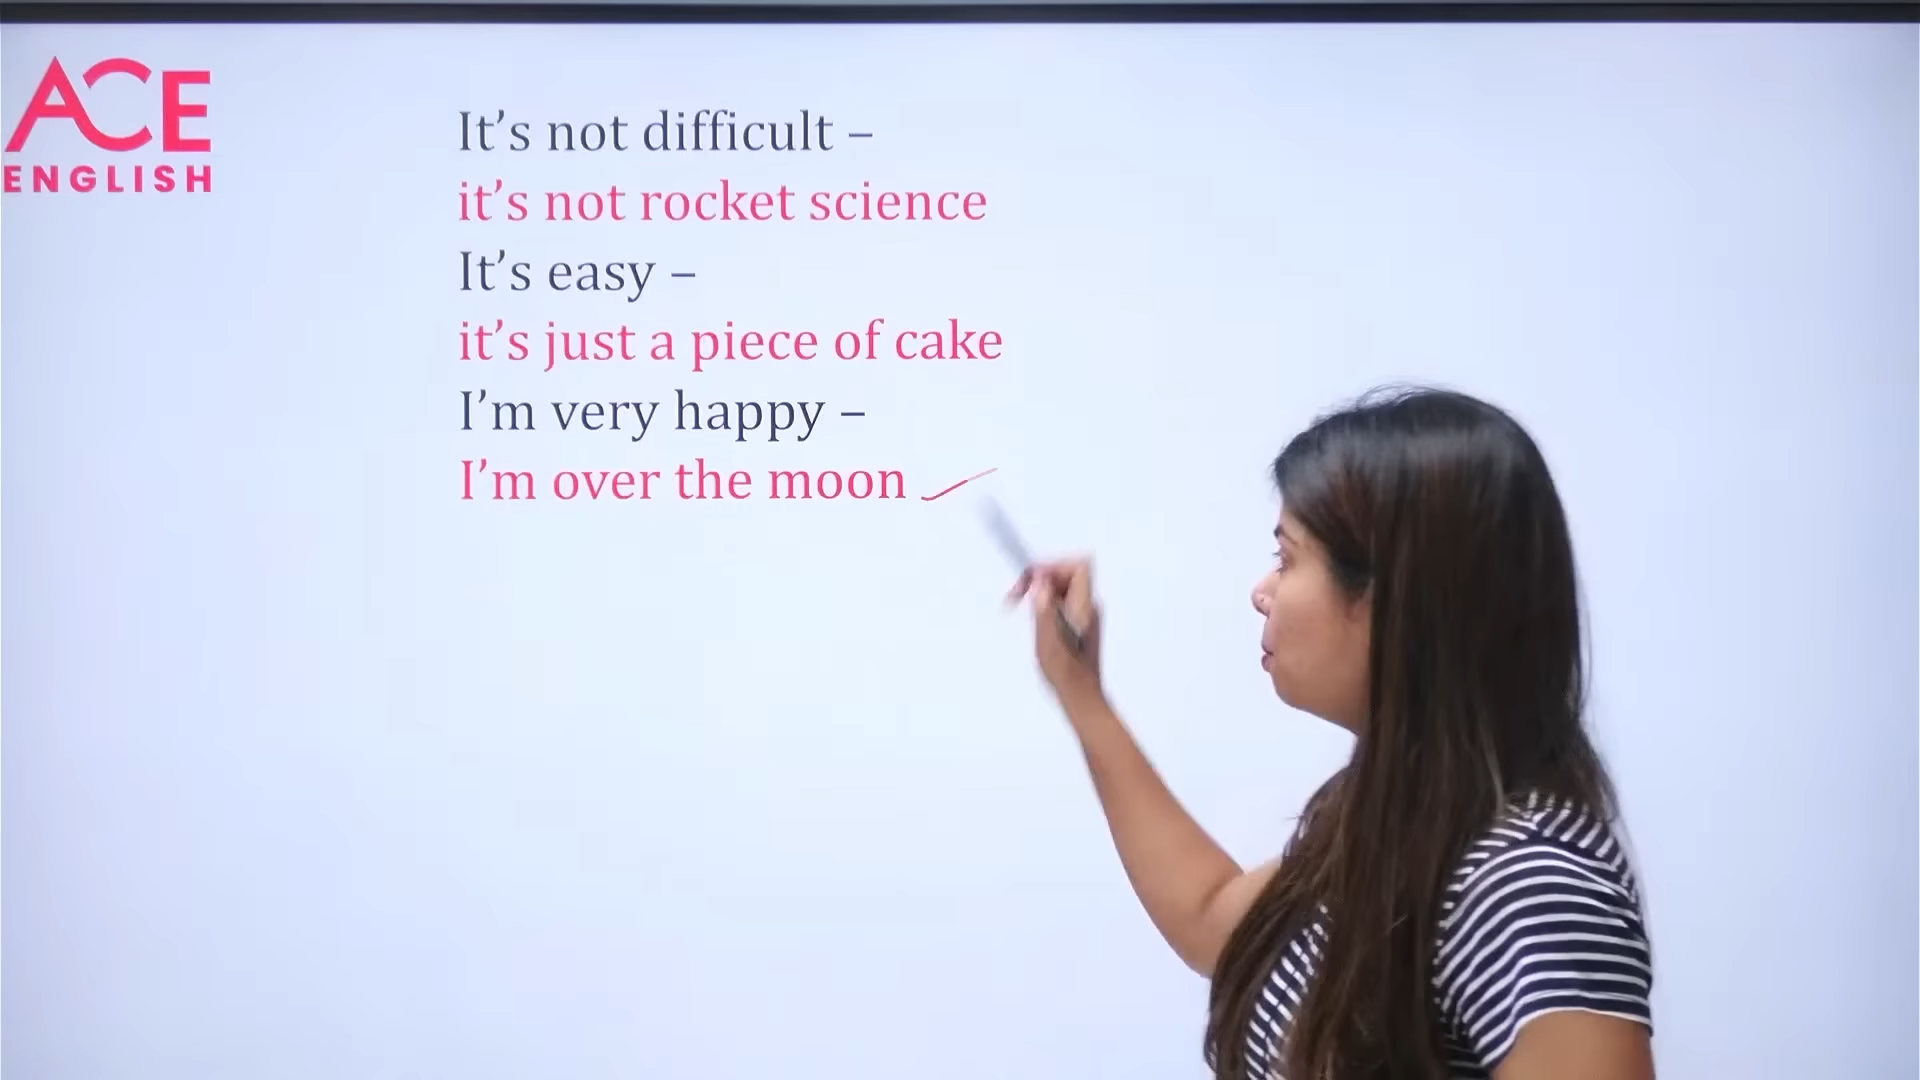 ACE
ENGLISH
It’s not difficult –
it’s not rocket science
It’s easy –
it’s just a piece of cake
I’m very happy –
I’m over the moon